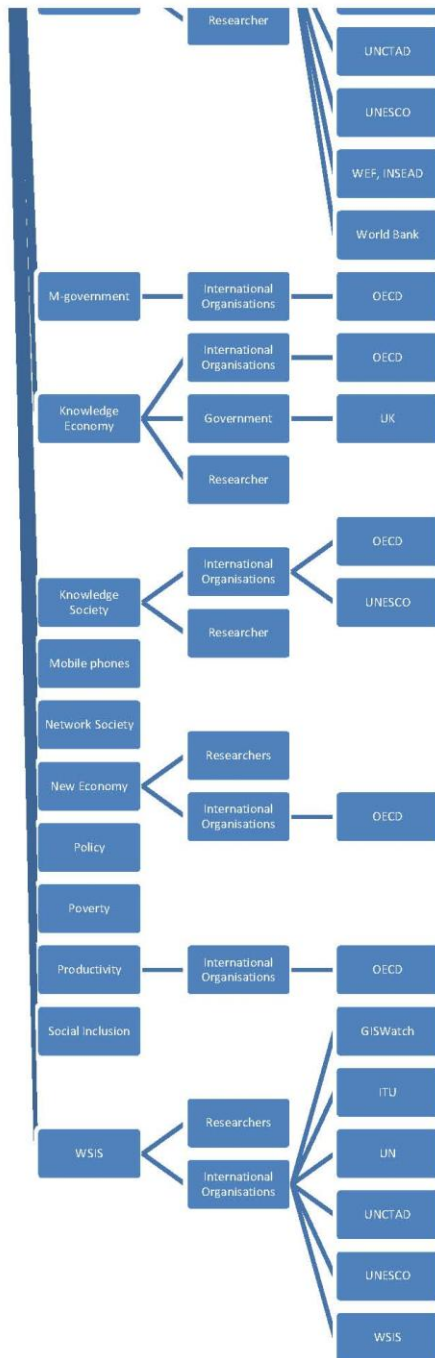 Researcher
UNCTAD
UNESCO
WEF, INSEAD
World Bank
M-government
International
Organisations
OECD
Knowledge
Economy
International
Organisations
OECD
Government
UK
Researcher
Knowledge
Society
International
Organisations
OECD
UNESCO
Researcher
Mobile phones
Network Society
New Economy
Researchers
International
Organisations
OECD
Policy
Poverty
Productivity
International
Organisations
OECD
Social Inclusion
WSIS
Researchers
International
Organisations
GISWatch
ITU
UN
UNCTAD
UNESCO
WSIS